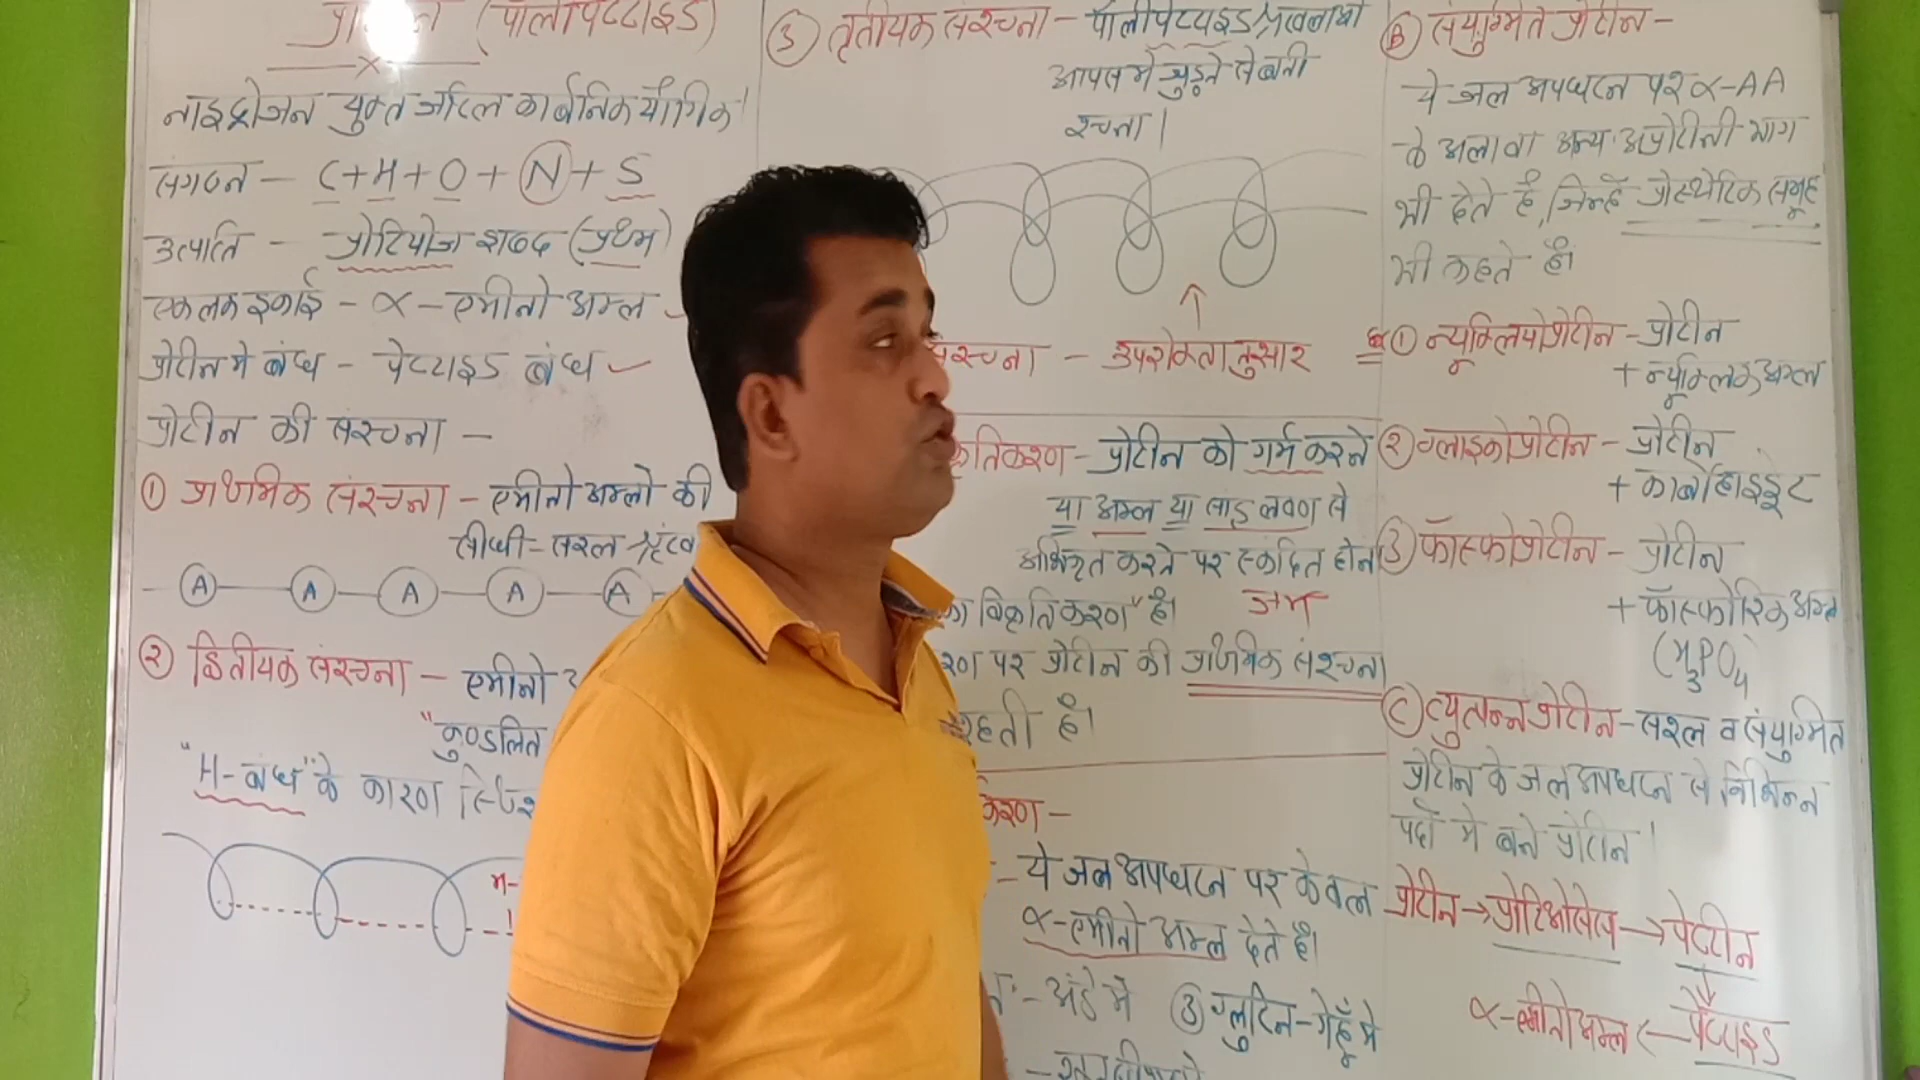 (पॉलीपेप्टाइड)
नाइट्रोजन युक्त जटिल कार्बनिक यौगिक।
संगठन - C+H+O+N+S
उत्पत्ति - प्रोटियोज शब्द (प्रथम)
एकलक इकाई - α-एमीनो अम्ल
प्रोटीन मे बंध - पेप्टाइड बंध
प्रोटीन की संरचना -
① प्राथमिक संरचना - एमीनो अम्लो की
सीधी-सरल
A A A A A
② द्वितीयक संरचना - एमीनो
"कुण्डलित
"H-बंध" के कारण स्थिर
H-
③ तृतीयक संरचना - पॉलीपेप्टाइड श्रृंखलाओ
आपस मे जुड़ने से बनी
रचना।
संरचना - उपरोक्तानुसार
प्रोटीन को गर्म करने
या अम्ल या सांद्र लवण से
अभिकृत करने पर स्कंदित होना
का विकृतिकरण" है।
जम
पर प्रोटीन की प्राथमिक संरचना
रहती है।
ये जल अपघटन पर केवल
α-एमीनो अम्ल देते है।
- अंडे मे ③ ग्लुटिन - गेहूँ मे
Ⓑ संयुग्मित प्रोटीन -
ये जल अपघटन पर α-AA
के अलावा अन्य अप्रोटीनी भाग
भी देते है, जिन्हें प्रोस्थेटिक समूह
भी कहते है।
① न्यूक्लियोप्रोटीन - प्रोटीन
+ न्यूक्लिक अम्ल
② ग्लाइकोप्रोटीन - प्रोटीन
+ कार्बोहाइड्रेट
③ फॉस्फोप्रोटीन - प्रोटीन
+ फॉस्फोरिक अम्ल
(H₃PO₄)
Ⓒ व्युत्पन्न प्रोटीन - सरल व संयुग्मित
प्रोटीन के जल अपघटन से विभिन्न
पदो मे बने प्रोटीन।
प्रोटीन → प्रोटिओसेज → पेप्टोन
α-एमीनो अम्ल ← पेप्टाइड